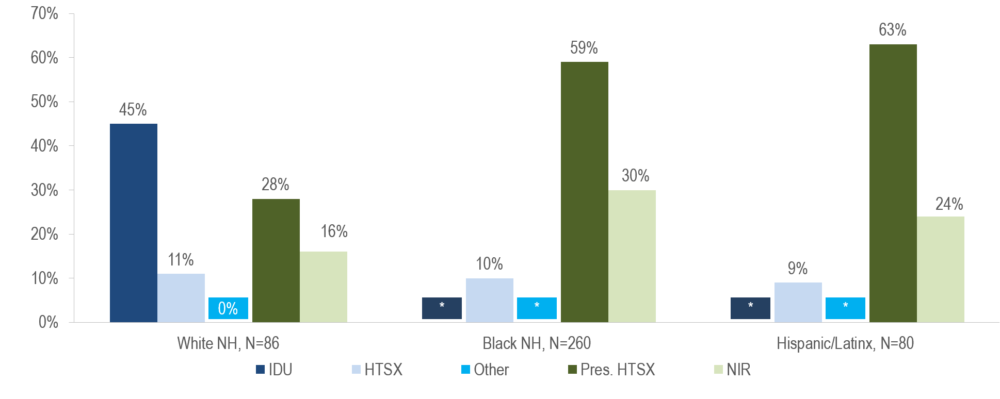 70%
60%
50%
40%
30%
20%
10%
0%
45%
11%
0%
28%
16%
*
10%
*
59%
30%
*
9%
*
63%
24%
White NH, N=86
Black NH, N=260
Hispanic/Latinx, N=80
IDU
HTSX
Other
Pres. HTSX
NIR